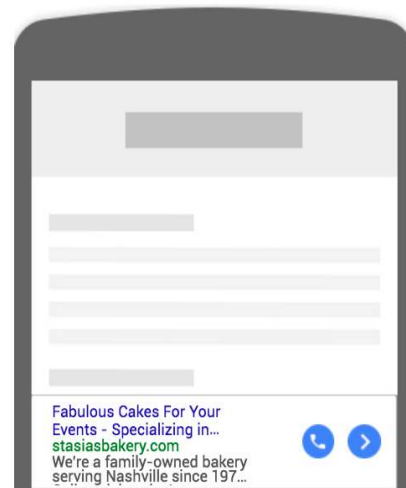 Fabulous Cakes For Your
Events - Specializing in...
stasiasbakery.com
We're a family-owned bakery
serving Nashville since 197...